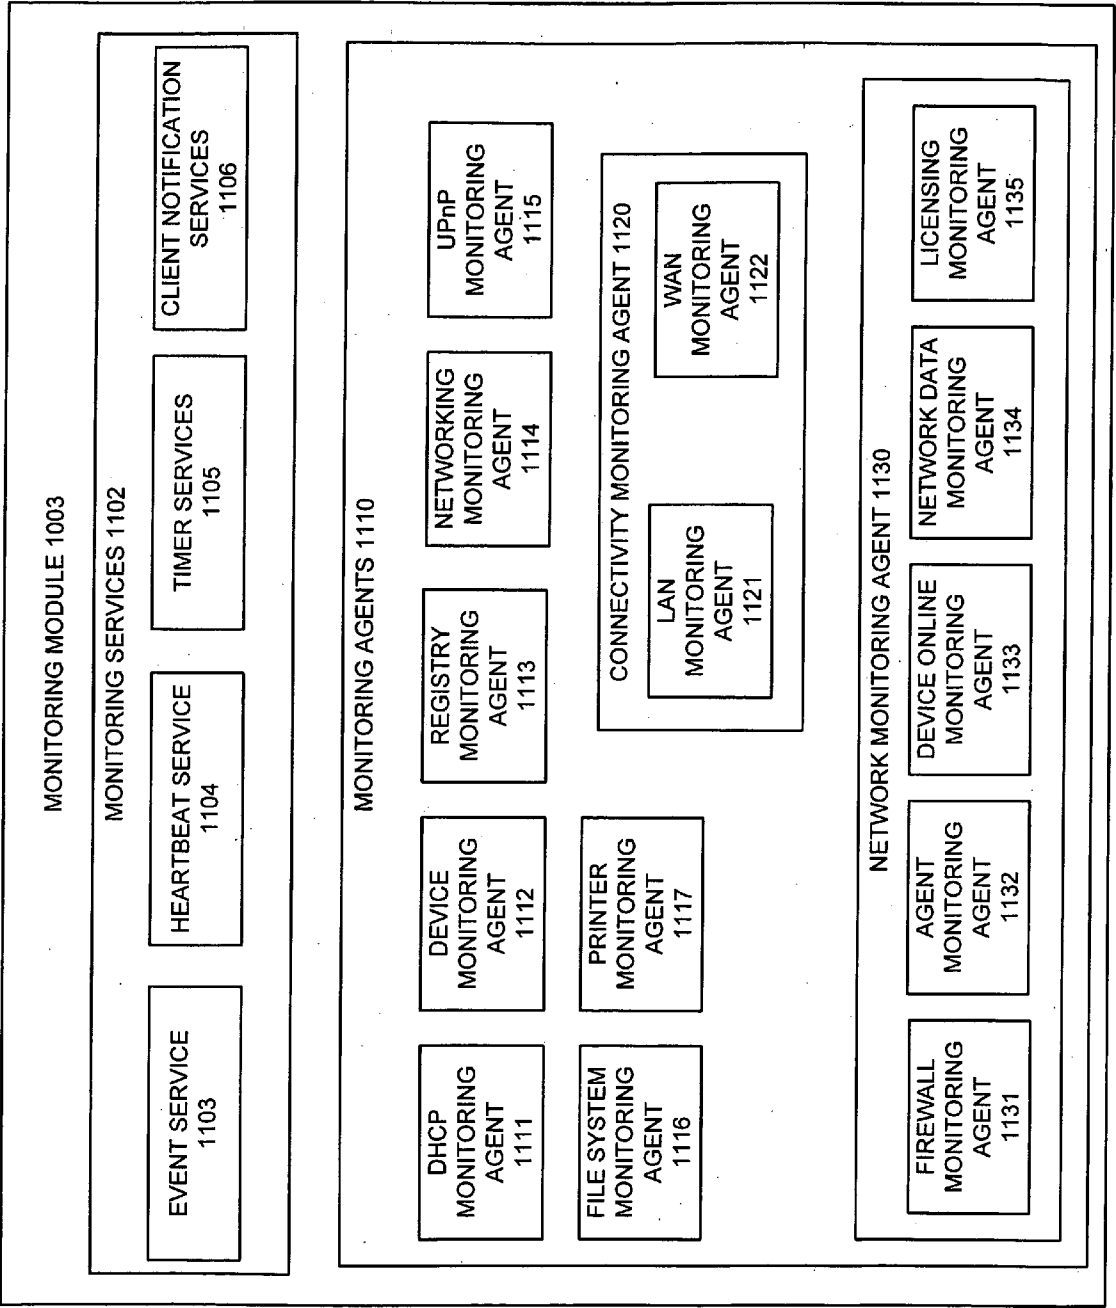 MONITORING MODULE 1003
MONITORING SERVICES 1102
EVENT SERVICE
1103
HEARTBEAT SERVICE
1104
TIMER SERVICES
1105
CLIENT NOTIFICATION
SERVICES
1106
MONITORING AGENTS 1110
DHCP
MONITORING
AGENT
1111
DEVICE
MONITORING
AGENT
1112
REGISTRY
MONITORING
AGENT
1113
NETWORKING
MONITORING
AGENT
1114
UPnP
MONITORING
AGENT
1115
FILE SYSTEM
MONITORING
AGENT
1116
PRINTER
MONITORING
AGENT
1117
CONNECTIVITY MONITORING AGENT 1120
LAN
MONITORING
AGENT
1121
WAN
MONITORING
AGENT
1122
NETWORK MONITORING AGENT 1130
FIREWALL
MONITORING
AGENT
1131
AGENT
MONITORING
AGENT
1132
DEVICE ONLINE
MONITORING
AGENT
1133
NETWORK DATA
MONITORING
AGENT
1134
LICENSING
MONITORING
AGENT
1135